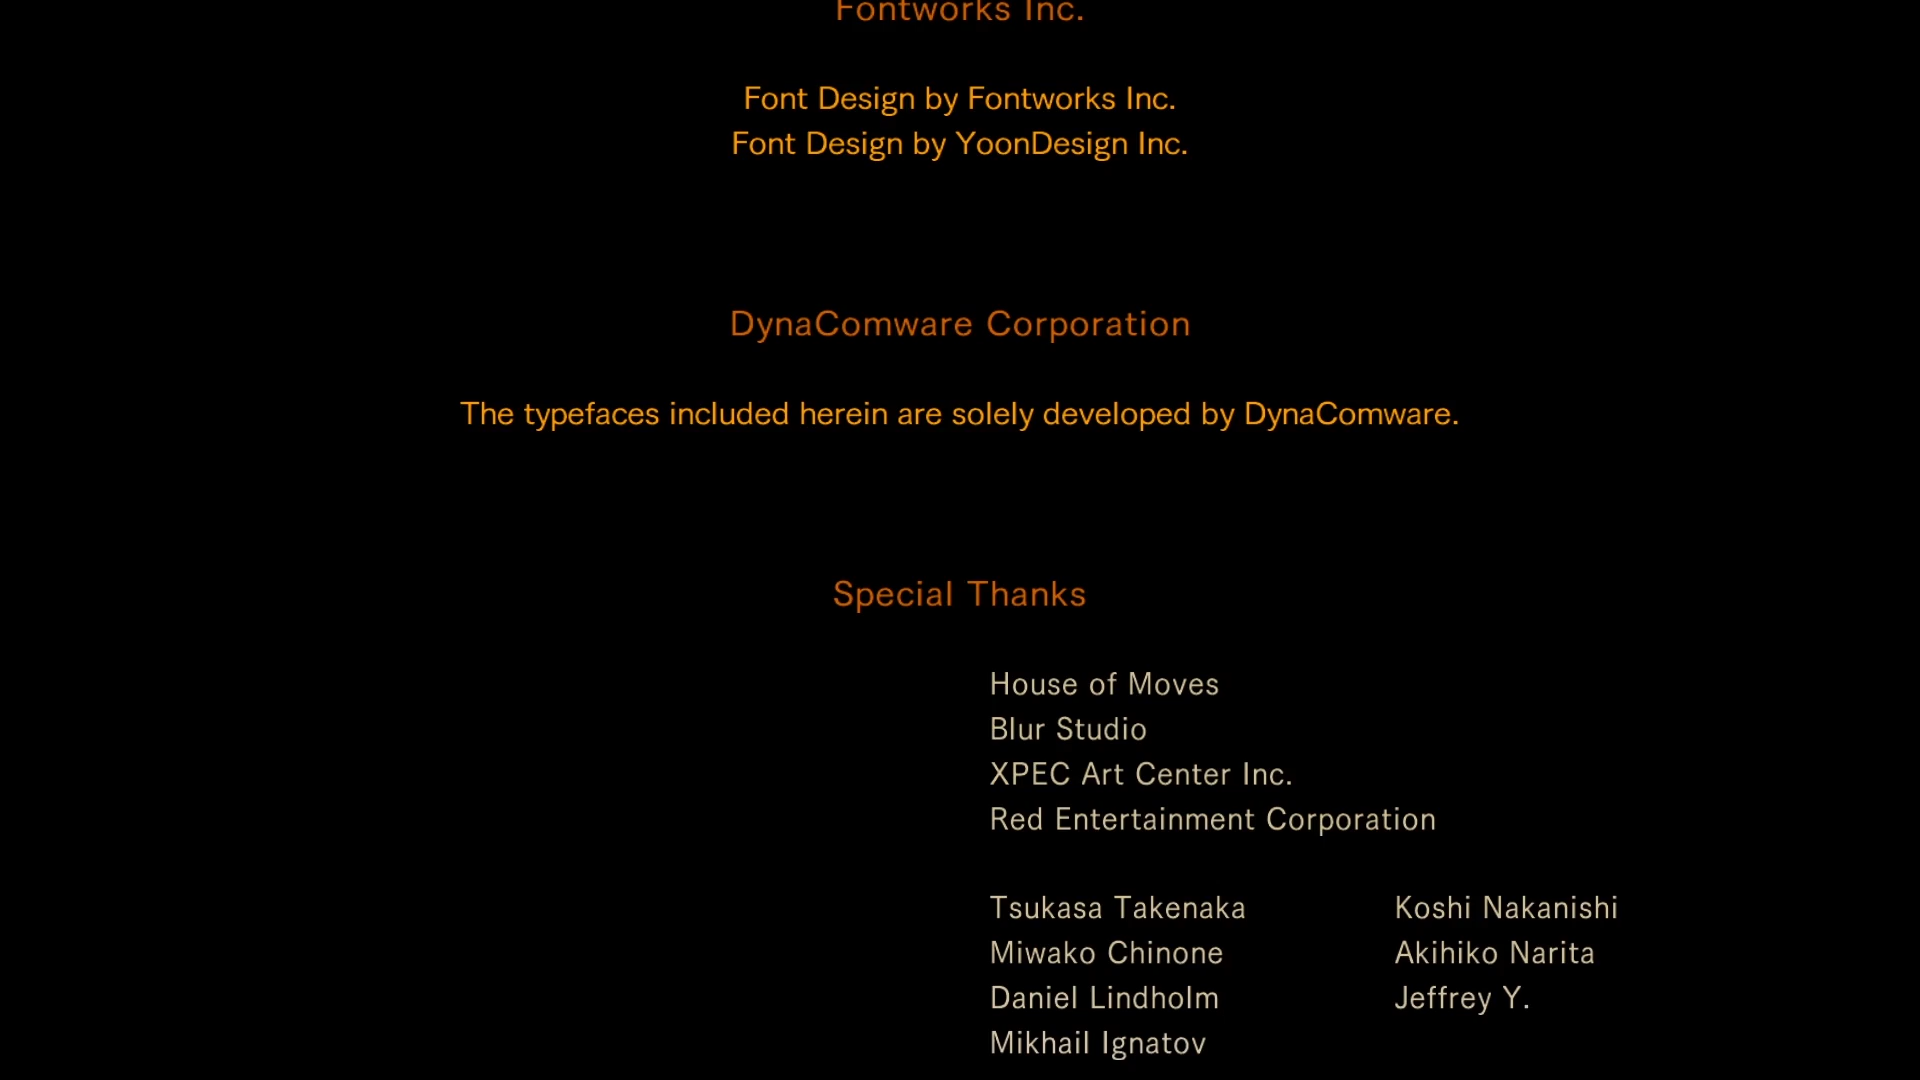 Fontworks Inc.
Font Design by Fontworks Inc.
Font Design by YoonDesign Inc.
DynaComware Corporation
The typefaces included herein are solely developed by DynaComware.
Special Thanks
House of Moves
Blur Studio
XPEC Art Center Inc.
Red Entertainment Corporation
Tsukasa Takenaka Koshi Nakanishi
Miwako Chinone Akihiko Narita
Daniel Lindholm Jeffrey Y.
Mikhail Ignatov